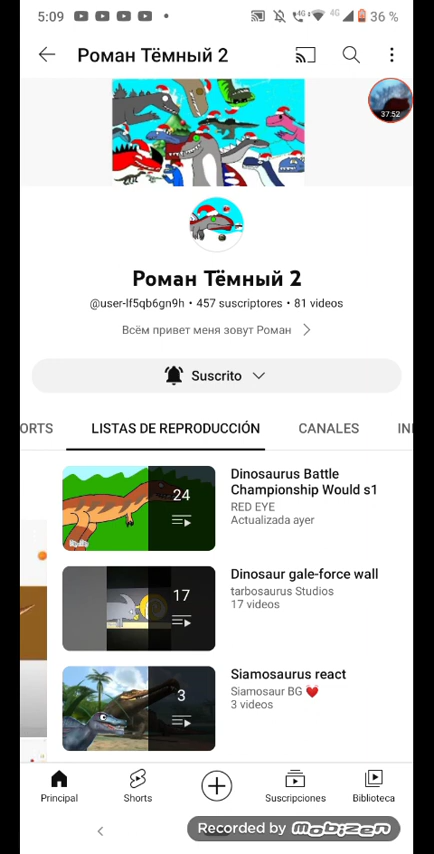 5:09
4G
4G
36 %
Роман Тёмный 2
37:52
Роман Тёмный 2
@user-lf5qb6gn9h • 457 suscriptores • 81 videos
Всём привет меня зовут Роман
Suscrito
ORTS
LISTAS DE REPRODUCCIÓN
CANALES
IN
24
Dinosaurus Battle
Championship Would s1
RED EYE
Actualizada ayer
17
Dinosaur gale-force wall
tarbosaurus Studios
17 videos
3
Siamosaurus react
Siamosaur BG ❤️
3 videos
Principal
Shorts
Suscripciones
Biblioteca
Recorded by mobizen